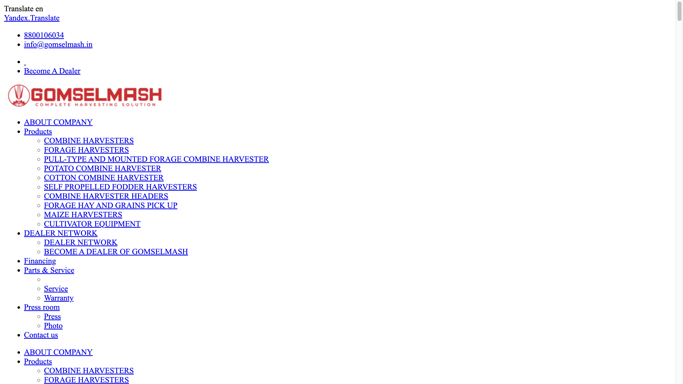 Translate en
Yandex.Translate
8800106034
info@gomselmash.in
Become A Dealer
GOMSELMASH
COMPLETE HARVESTING SOLUTION
ABOUT COMPANY
Products
COMBINE HARVESTERS
FORAGE HARVESTERS
PULL-TYPE AND MOUNTED FORAGE COMBINE HARVESTER
POTATO COMBINE HARVESTER
COTTON COMBINE HARVESTER
SELF PROPELLED FODDER HARVESTERS
COMBINE HARVESTER HEADERS
FORAGE HAY AND GRAINS PICK UP
MAIZE HARVESTERS
CULTIVATOR EQUIPMENT
DEALER NETWORK
DEALER NETWORK
BECOME A DEALER OF GOMSELMASH
Financing
Parts & Service
Service
Warranty
Press room
Press
Photo
Contact us
ABOUT COMPANY
Products
COMBINE HARVESTERS
FORAGE HARVESTERS